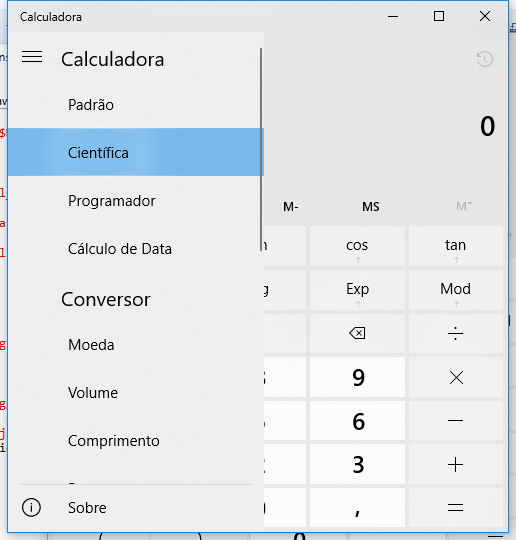 Calculadora
Calculadora
0
Padrão
Científica
Programador
M- MS M˅
Cálculo de Data
cos tan
Conversor
Exp Mod
Moeda
÷
9 ×
Volume
6 −
Comprimento
3 +
Sobre
, =